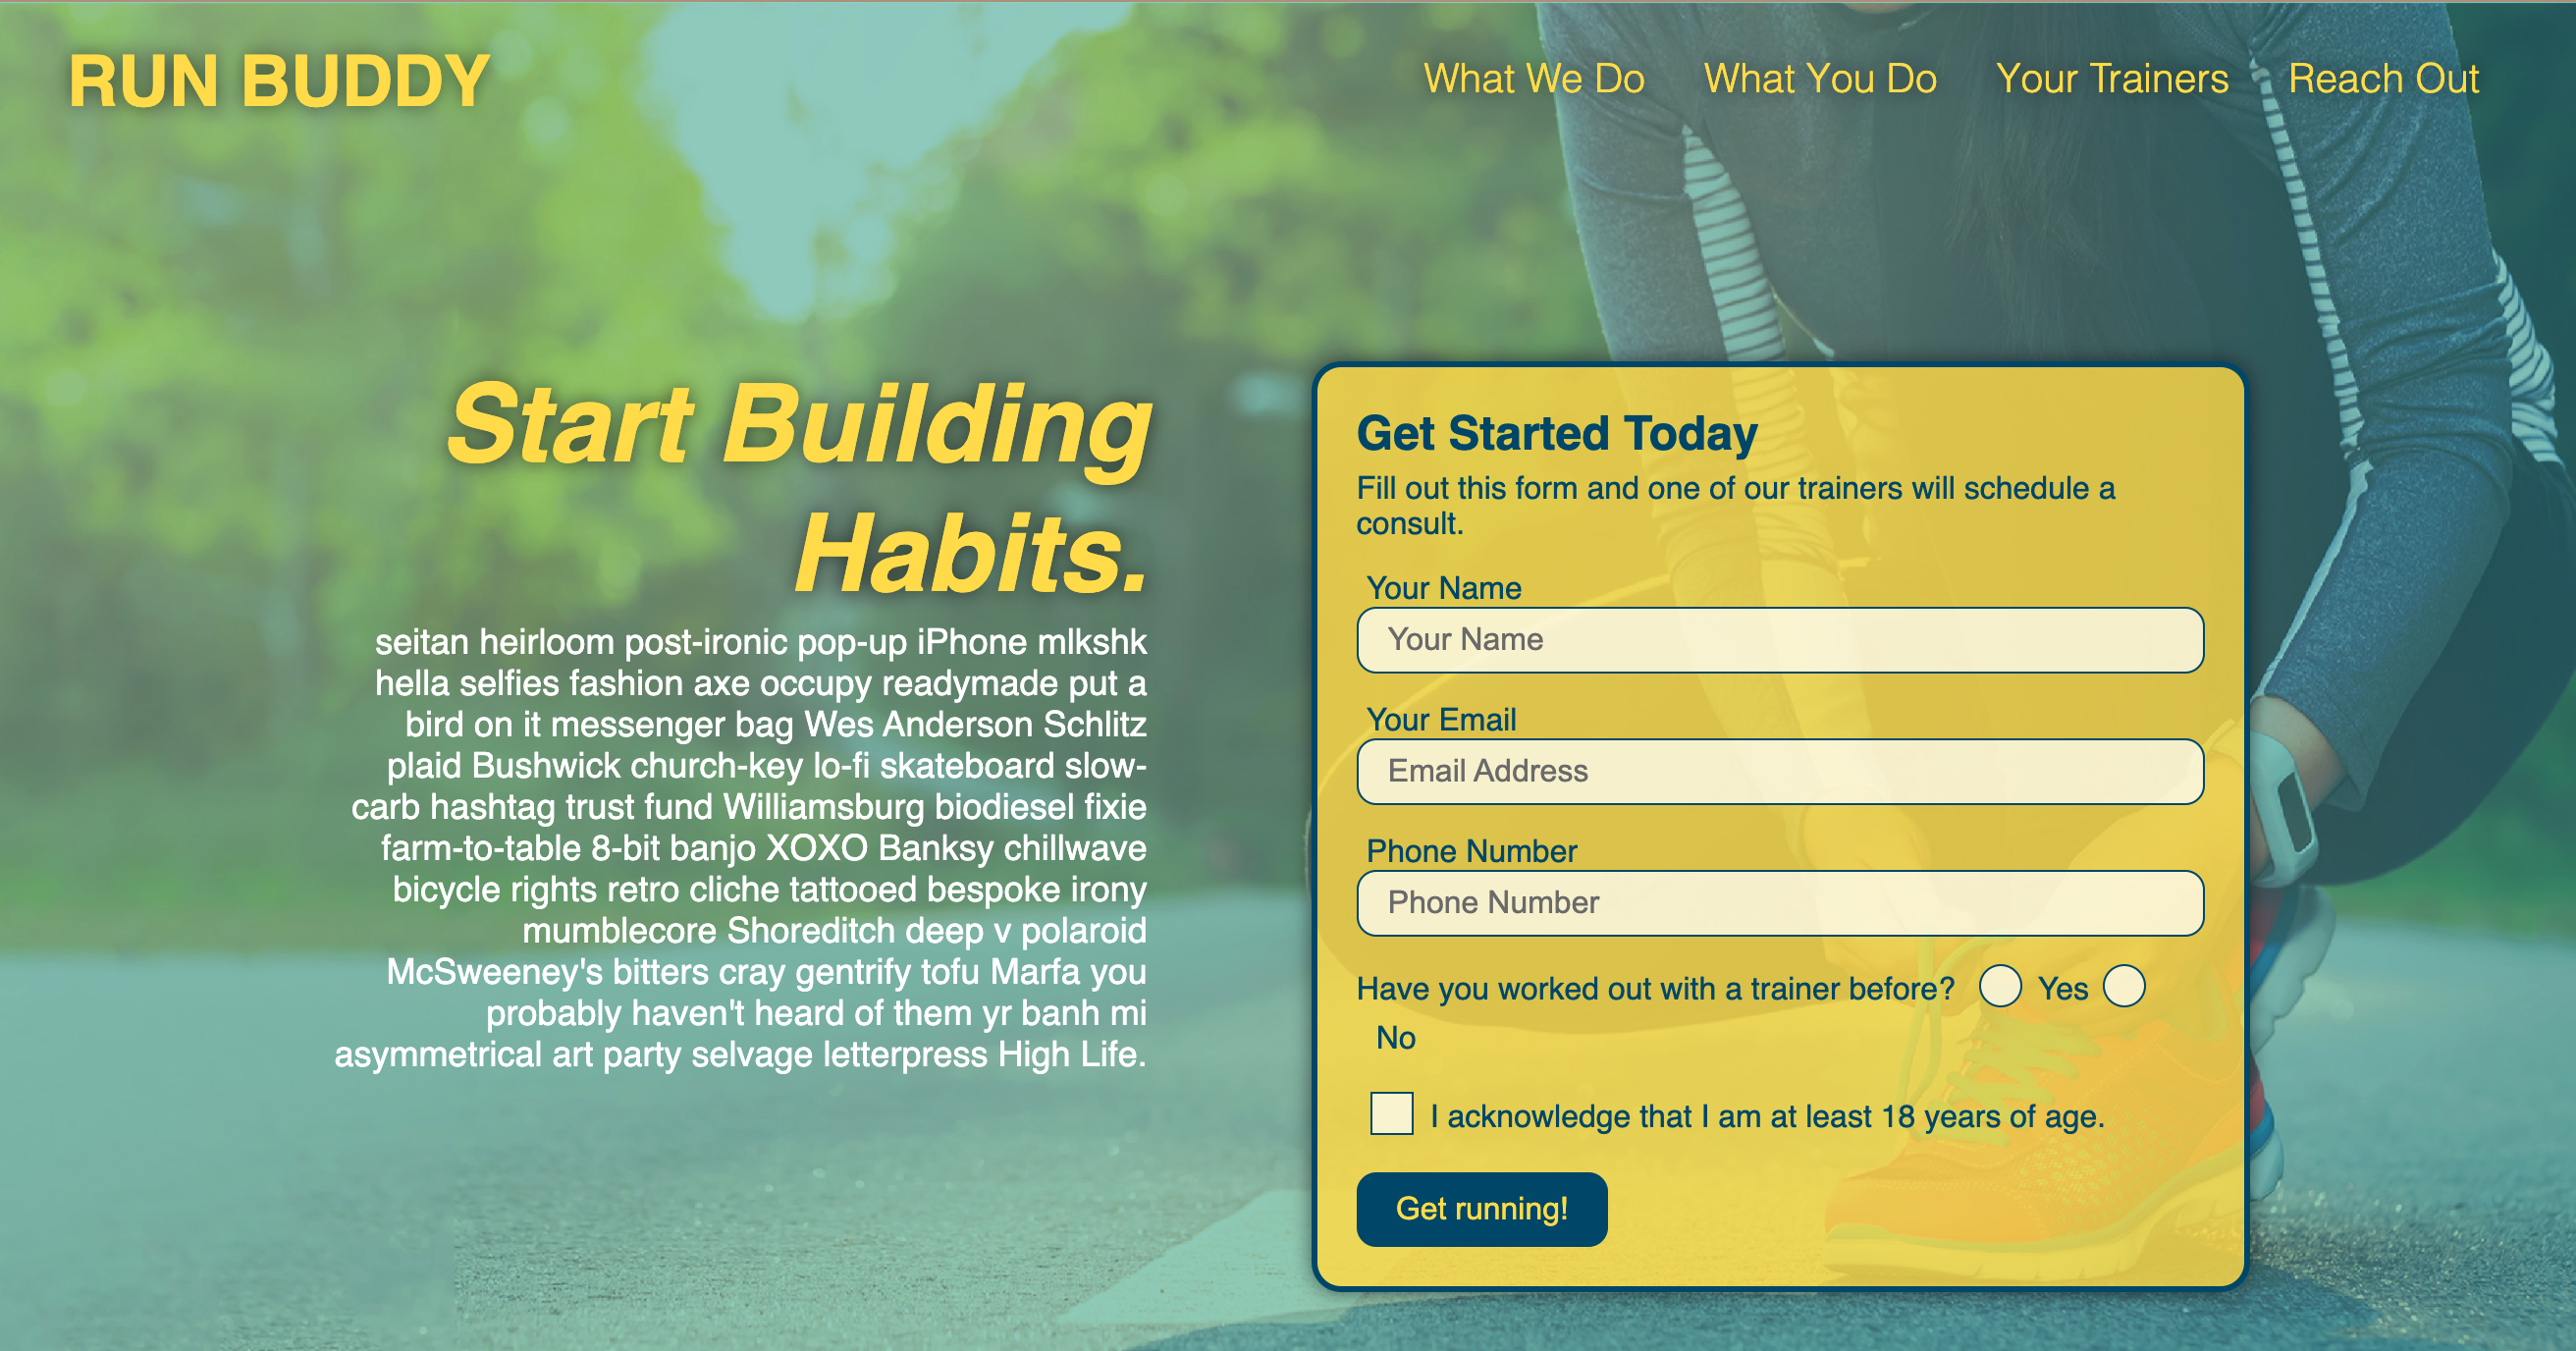 RUN BUDDY
What We Do What You Do Your Trainers Reach Out
Start Building
Habits.
seitan heirloom post-ironic pop-up iPhone mlkshk
hella selfies fashion axe occupy readymade put a
bird on it messenger bag Wes Anderson Schlitz
plaid Bushwick church-key lo-fi skateboard slow-
carb hashtag trust fund Williamsburg biodiesel fixie
farm-to-table 8-bit banjo XOXO Banksy chillwave
bicycle rights retro cliche tattooed bespoke irony
mumblecore Shoreditch deep v polaroid
McSweeney's bitters cray gentrify tofu Marfa you
probably haven't heard of them yr banh mi
asymmetrical art party selvage letterpress High Life.
Get Started Today
Fill out this form and one of our trainers will schedule a
consult.
Your Name
Your Name
Your Email
Email Address
Phone Number
Phone Number
Have you worked out with a trainer before? Yes
No
I acknowledge that I am at least 18 years of age.
Get running!